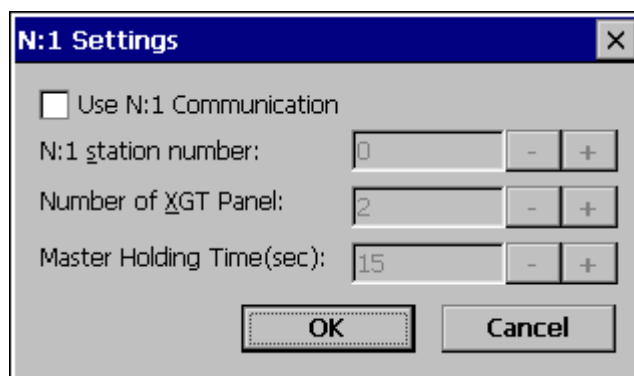 N:1 Settings
Use N:1 Communication
N:1 station number: 0 - +
Number of XGT Panel: 2 - +
Master Holding Time(sec): 15 - +
OK Cancel